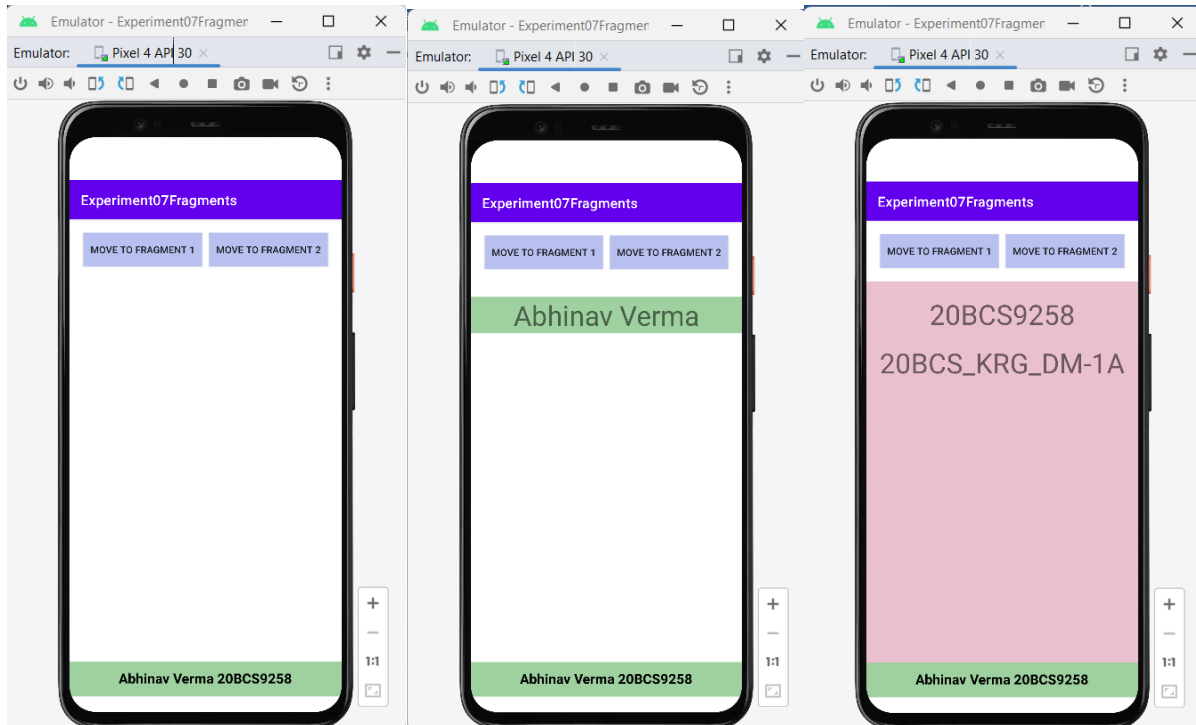 Emulator - Experiment07Fragmen
Emulator:
Pixel 4 API 30
Experiment07Fragments
MOVE TO FRAGMENT 1
MOVE TO FRAGMENT 2
1:1
Abhinav Verma 20BCS9258
Emulator - Experiment07Fragmen
Emulator:
Pixel 4 API 30
Experiment07Fragments
MOVE TO FRAGMENT 1
MOVE TO FRAGMENT 2
Abhinav Verma
1:1
Abhinav Verma 20BCS9258
Emulator - Experiment07Fragmer
Emulator:
Pixel 4 API 30
Experiment07Fragments
MOVE TO FRAGMENT 1
MOVE TO FRAGMENT 2
20BCS9258
20BCS_KRG_DM-1A
1:1
Abhinav Verma 20BCS9258